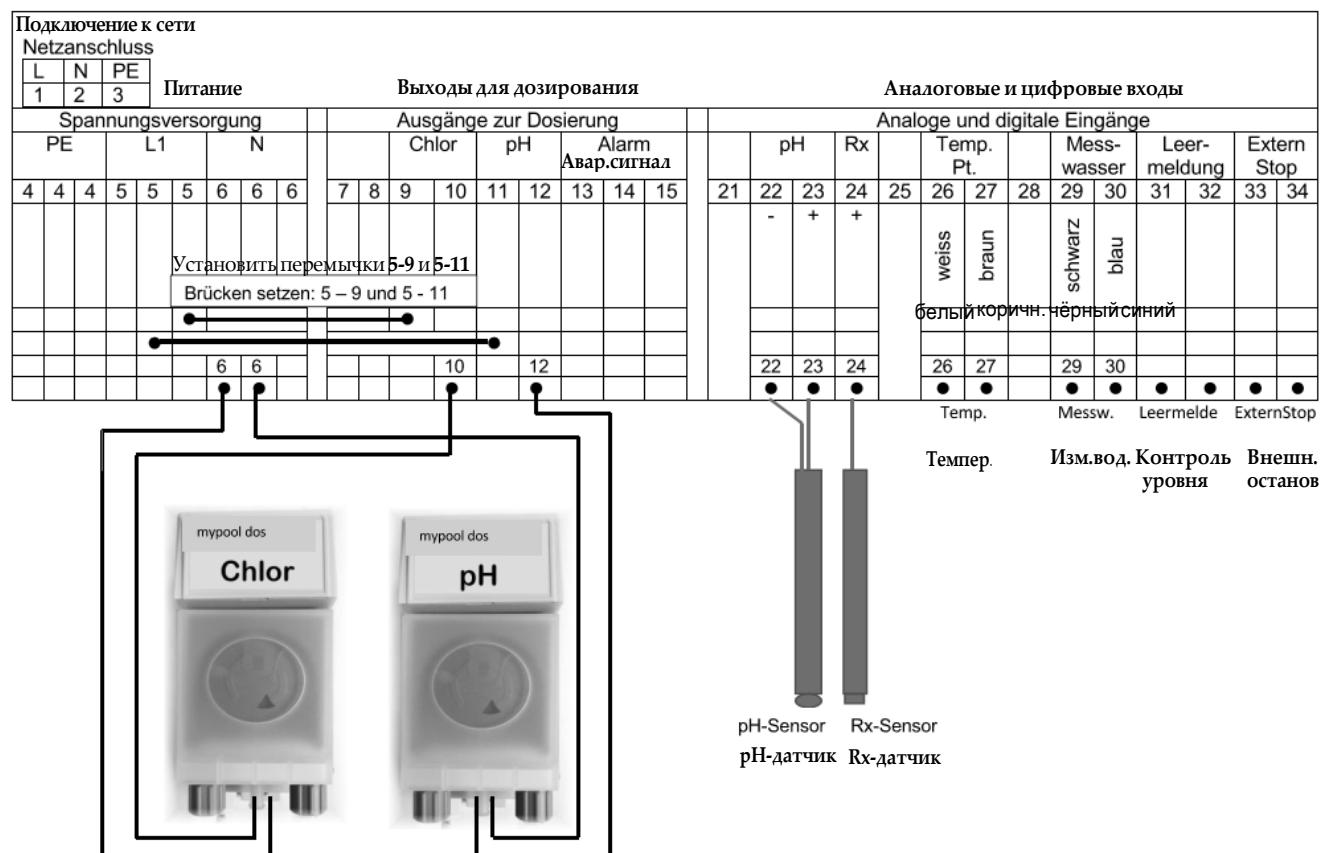 Подключение к сети
Netzanschluss
L N PE
1 2 3
Питание Выходы для дозирования Аналоговые и цифровые входы
Spannungsversorgung Ausgänge zur Dosierung Analoge und digitale Eingänge
PE L1 N Chlor pH Alarm pH Rx Temp. Mess- Leer- Extern
Авар.сигнал Pt. wasser meldung Stop
4 4 4 5 5 5 6 6 6 7 8 9 10 11 12 13 14 15 21 22 23 24 25 26 27 28 29 30 31 32 33 34
- + +
weiss braun schwarz blau
Установить перемычки 5-9 и 5-11
Brücken setzen: 5 – 9 und 5 - 11
белый коричн. чёрный синий
6 6 10 12 22 23 24 26 27 29 30
Temp. Messw. Leermelde ExternStop
Темпер. Изм.вод. Контроль Внешн.
уровня останов
mypool dos mypool dos
Chlor pH
pH-Sensor Rx-Sensor
pH-датчик Rx-датчик